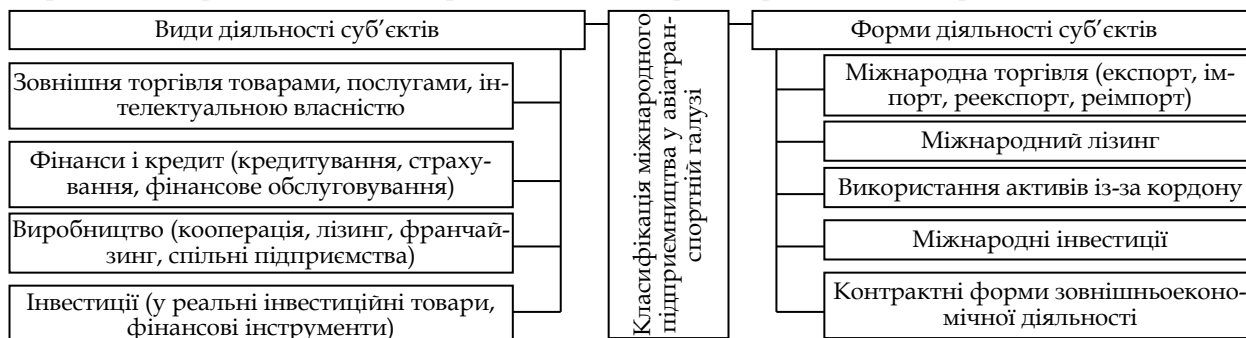 Види діяльності суб’єктів
Зовнішня торгівля товарами, послугами, ін-
телектуальною власністю
Фінанси і кредит (кредитування, страху-
вання, фінансове обслуговування)
Виробництво (кооперація, лізинг, франчай-
зинг, спільні підприємства)
Інвестиції (у реальні інвестиційні товари,
фінансові інструменти)
Класифікація міжнародного
підприємництва у авіатран-
спортній галузі
Форми діяльності суб’єктів
Міжнародна торгівля (експорт, ім-
порт, реекспорт, реімпорт)
Міжнародний лізинг
Використання активів із-за кордону
Міжнародні інвестиції
Контрактні форми зовнішньоеконо-
мічної діяльності